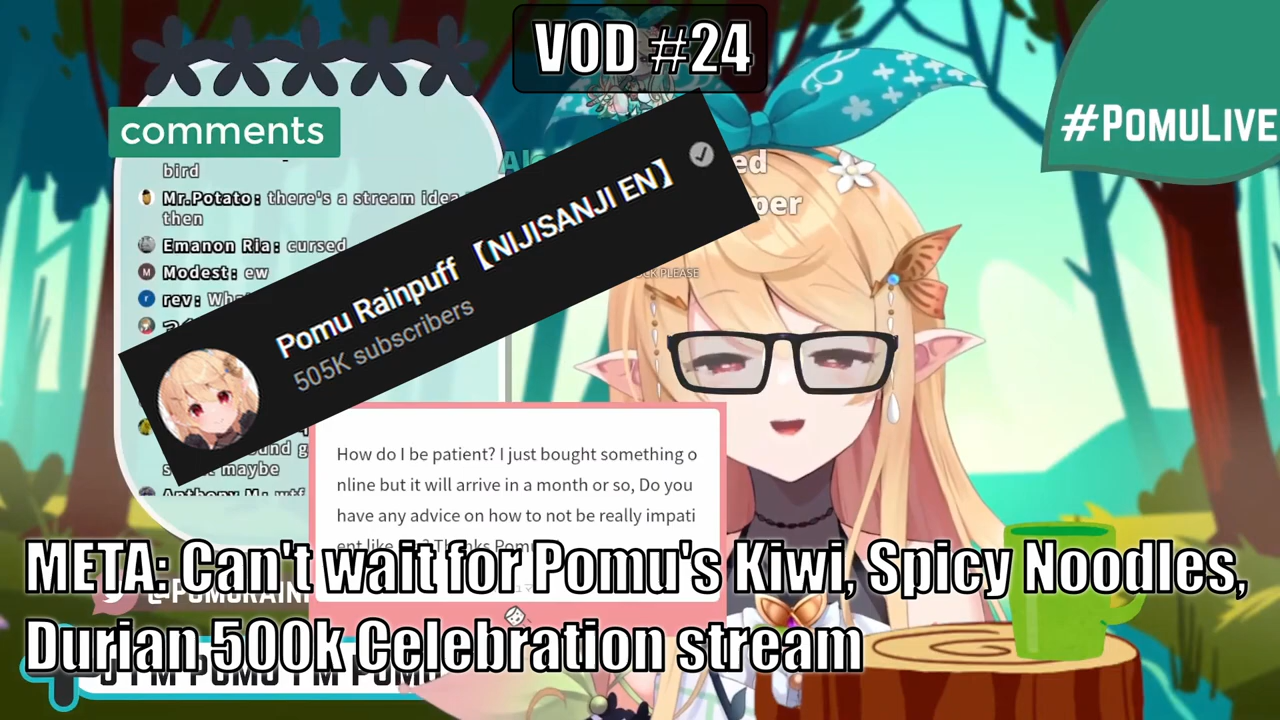 VOD #24
#POMULIVE
comments
bird
Mr.Potato: there's a stream idea
then
Emanon Ria: cursed
Modest: ew
rev:
Pomu Rainpuff 【NIJISANJI EN】
505K subscribers
maybe
Anthony M: wtf
How do I be patient? I just bought something o
nline but it will arrive in a month or so, Do you
have any advice on how to not be really impati
META: Can't wait for Pomu's Kiwi, Spicy Noodles,
Durian 500k Celebration stream